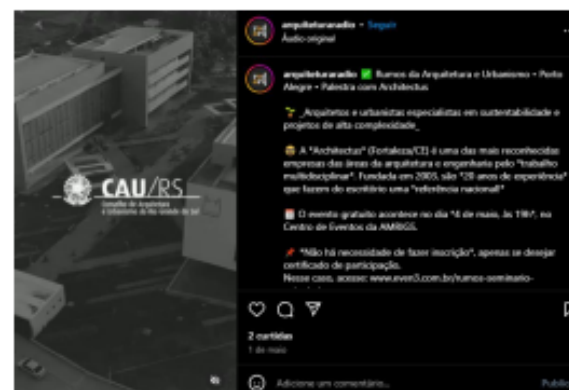 CAU/RS
Conselho de Arquitetura
e Urbanismo do Rio Grande do Sul
arquiteturaradio • Seguir
Áudio original
arquiteturaradio ✅ Rumos da Arquitetura e Urbanismo • Porto
Alegre • Palestra com Architectus
🏆 _Arquitetos e urbanistas especialistas em sustentabilidade e
projetos de alta complexidade_
A *Architectus* (Fortaleza/CE) é uma das mais reconhecidas
empresas das áreas da arquitetura e engenharia pelo *trabalho
multidisciplinar*. Fundada em 2003, são *20 anos de experiência*
que fazem do escritório uma *referência nacional!*
🗓 O evento gratuito acontece no dia *4 de maio, às 19h*, no
Centro de Eventos da AMRIGS.
📌 *Não há necessidade de fazer inscrição*, apenas se desejar
certificado de participação.
Nesse caso, acesse: www.even3.com.br/rumos-seminario-
2 curtidas
1 de maio
Adicione um comentário...